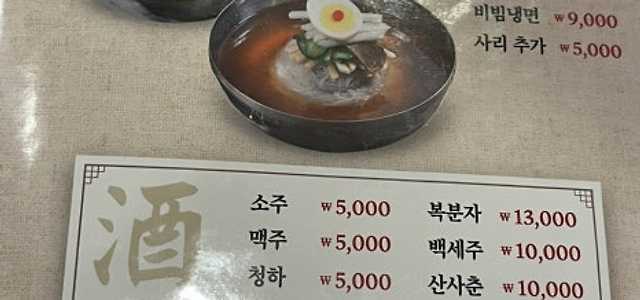 비빔냉면 ₩9,000
사리 추가 ₩5,000
酒
소주 ₩5,000 복분자 ₩13,000
맥주 ₩5,000 백세주 ₩10,000
청하 ₩5,000 산사춘 ₩10,000